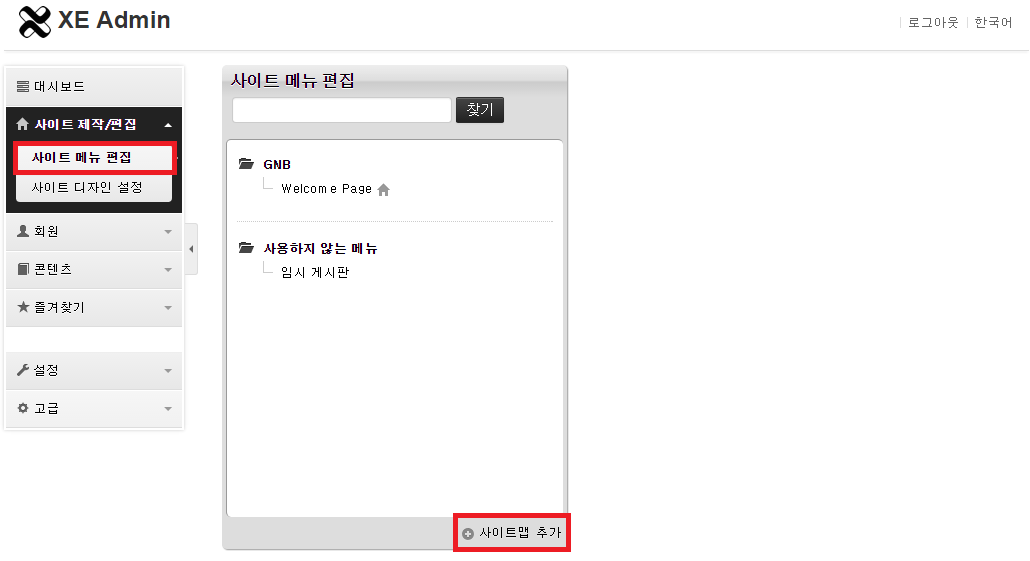 XE Admin
로그아웃
한국어
대시보드
사이트 제작/편집
사이트 메뉴 편집
사이트 디자인 설정
회원
콘텐츠
즐겨찾기
설정
고급
사이트 메뉴 편집
찾기
GNB
Welcome Page
사용하지 않는 메뉴
임시 게시판
사이트맵 추가